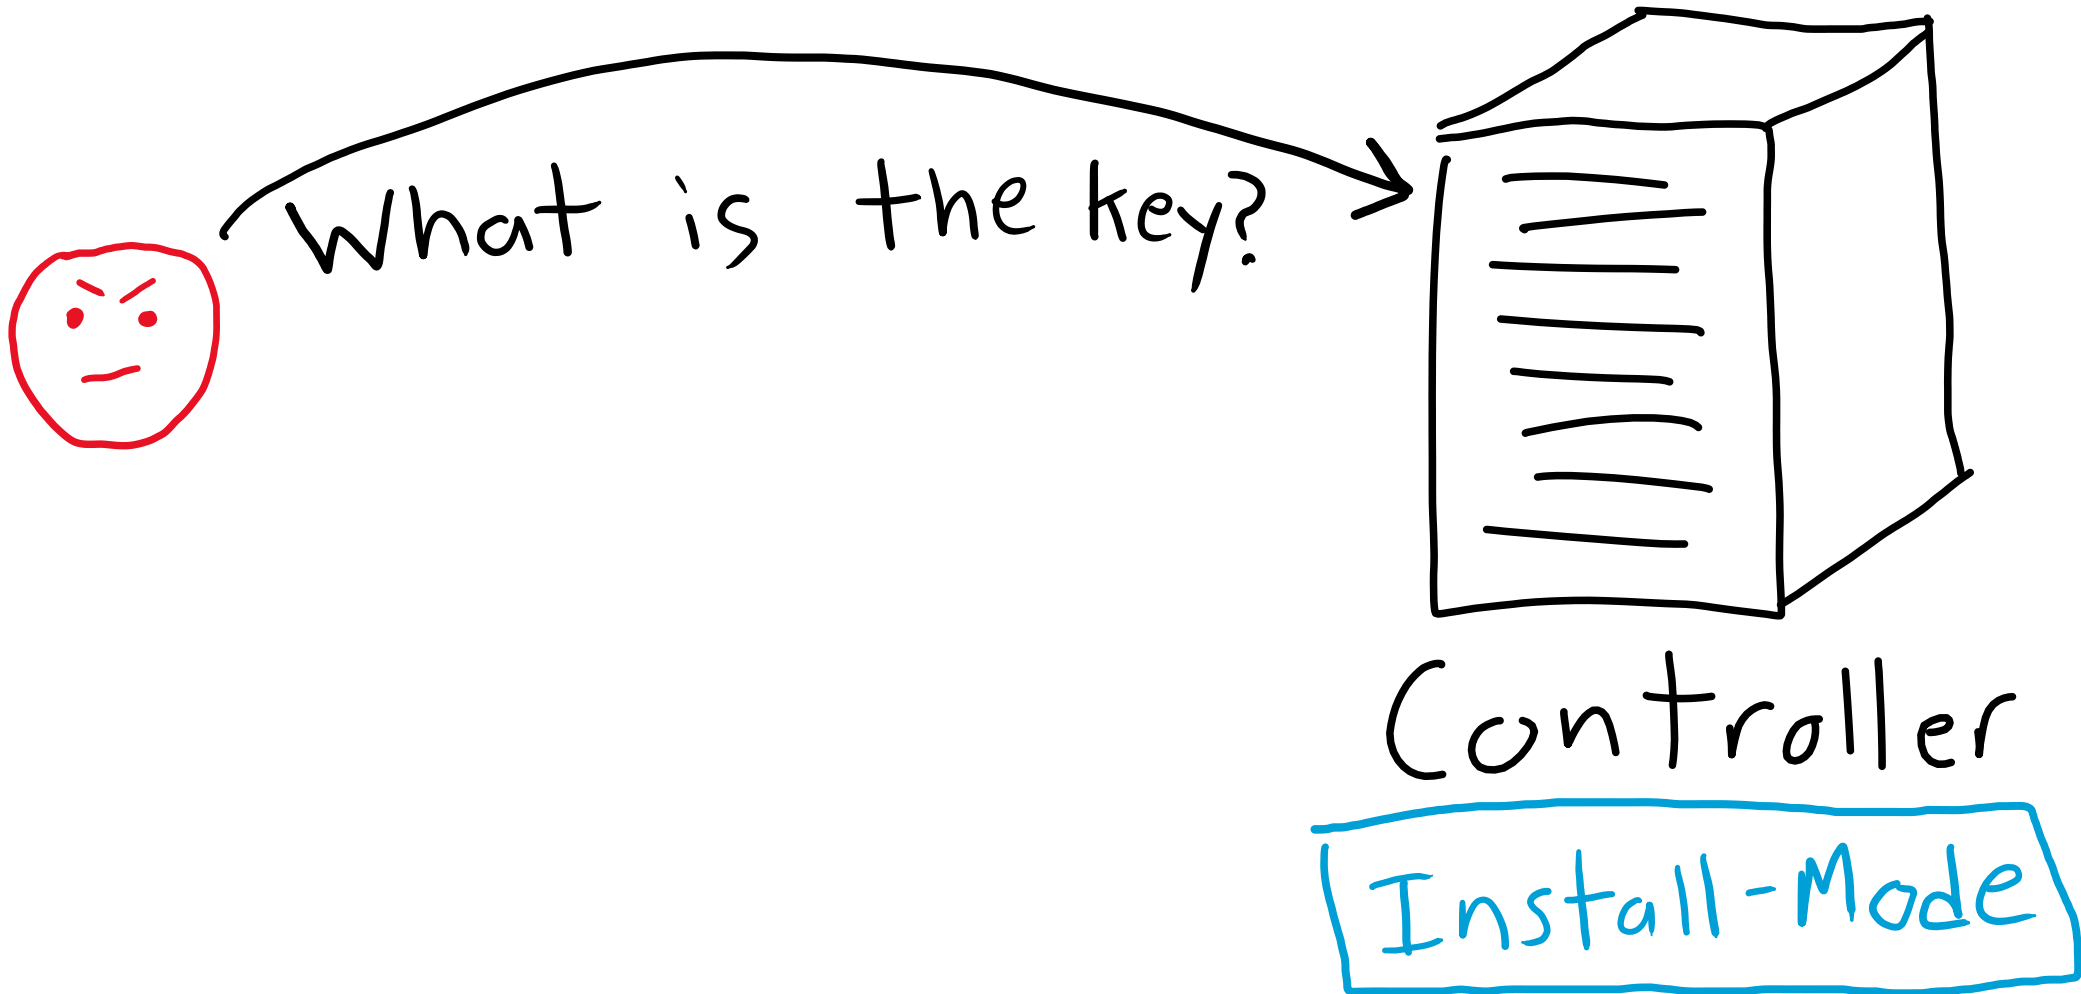 What is the key?
Controller
Install-Mode